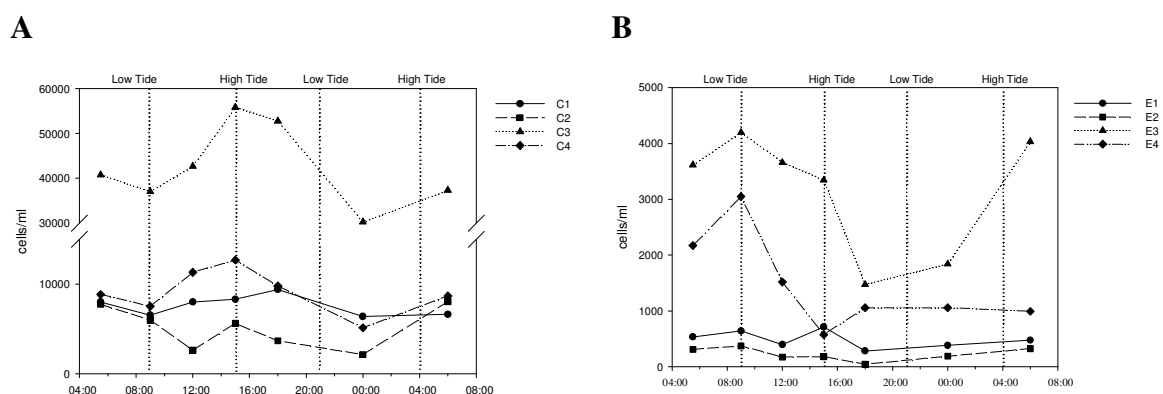 A
B
Low Tide High Tide Low Tide High Tide
60000
50000
40000
30000
10000
0
cells/ml
04:00 08:00 12:00 16:00 20:00 00:00 04:00 08:00
C1
C2
C3
C4
Low Tide High Tide Low Tide High Tide
5000
4000
3000
2000
1000
0
cells/ml
04:00 08:00 12:00 16:00 20:00 00:00 04:00 08:00
E1
E2
E3
E4